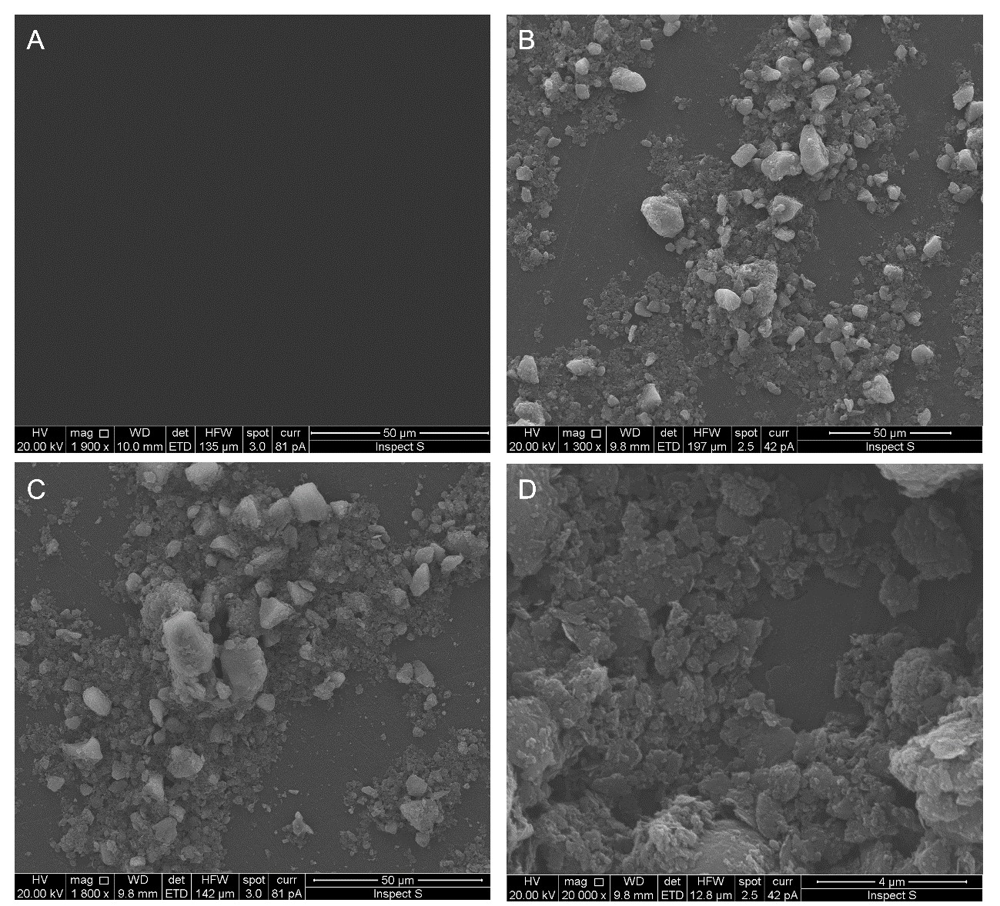 A
HV mag WD det HFW spot curr 50 µm
20.00 kV 1 900 x 10.0 mm ETD 135 µm 3.0 81 pA Inspect S
B
HV mag WD det HFW spot curr 50 µm
20.00 kV 1 300 x 9.8 mm ETD 197 µm 2.5 42 pA Inspect S
C
HV mag WD det HFW spot curr 50 µm
20.00 kV 1 800 x 9.8 mm ETD 142 µm 3.0 81 pA Inspect S
D
HV mag WD det HFW spot curr 4 µm
20.00 kV 20 000 x 9.8 mm ETD 12.8 µm 2.5 42 pA Inspect S